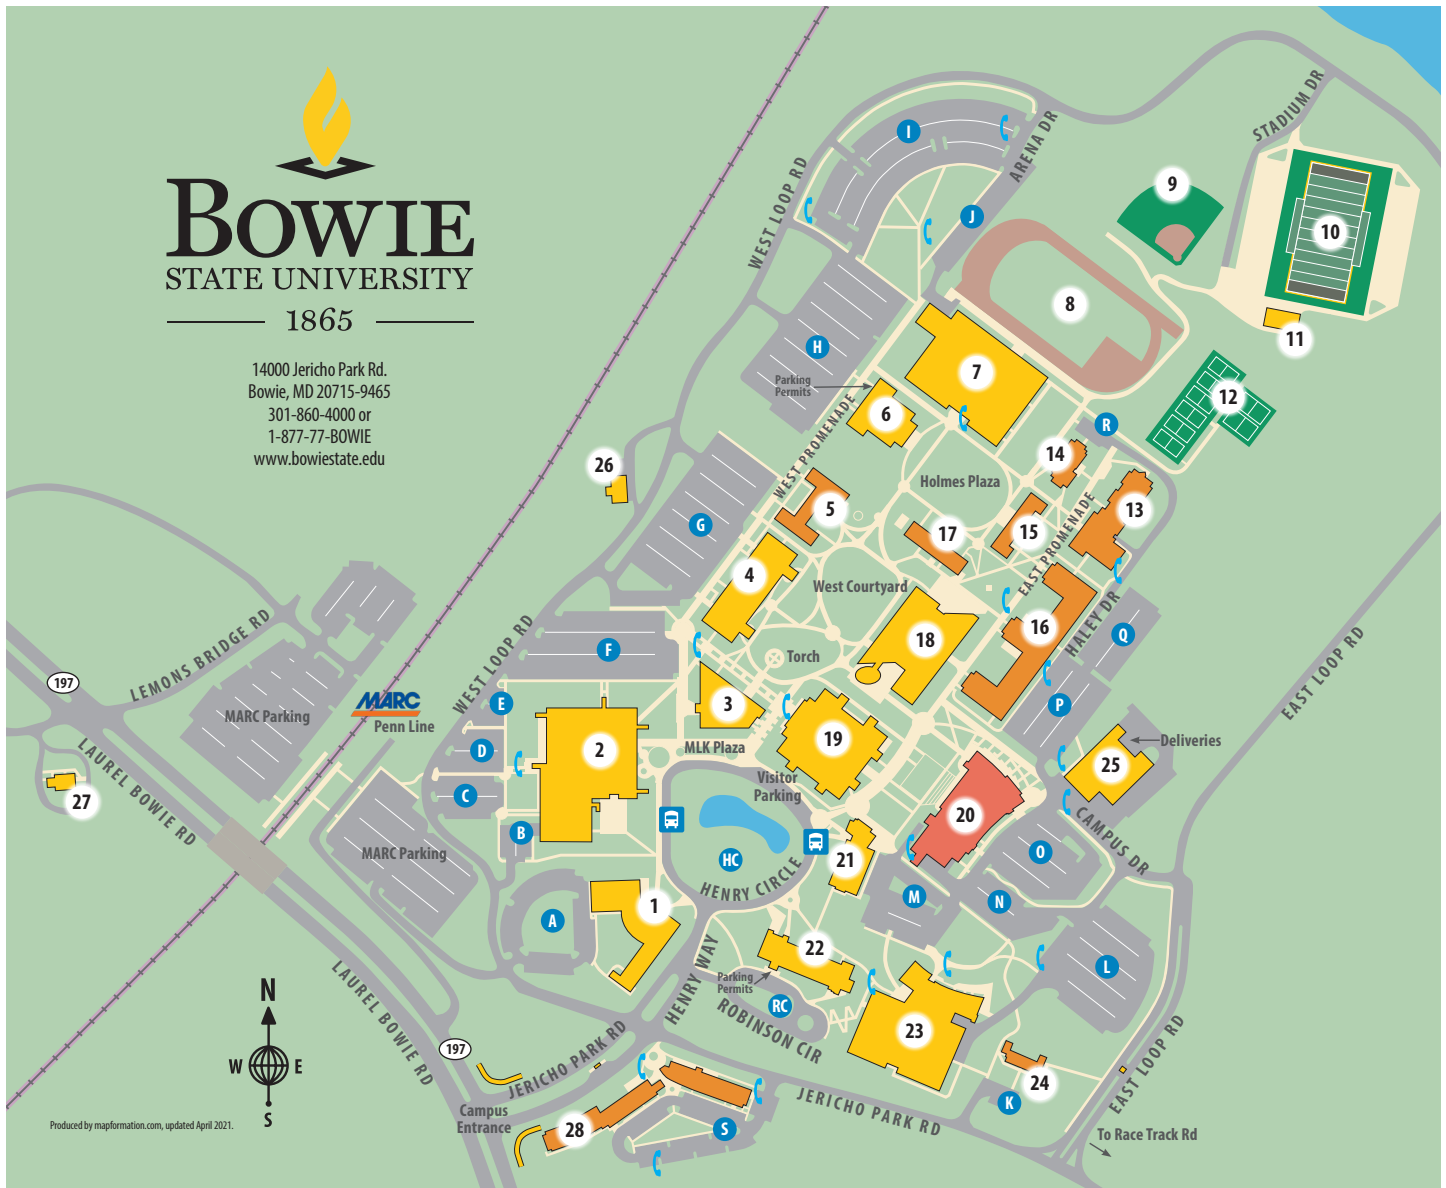 BOWIE
STATE UNIVERSITY
1865
14000 Jericho Park Rd.
Bowie, MD 20715-9465
301-860-4000 or
1-877-77-BOWIE
www.bowiestate.edu
STADIUM DR
ARENA DR
WEST LOOP RD
I
J
9
10
11
8
H
7
12
Parking
Permits
6
R
WEST PROMENADE
14
26
Holmes Plaza
5
13
G
17
15
EAST PROMENADE
4
West Courtyard
16
HALEY DR
Q
18
F
Torch
LEMONS BRIDGE RD
WEST LOOP RD
EAST LOOP RD
197
MARC
Penn Line
MARC Parking
E
3
P
D
2
MLK Plaza
19
Deliveries
25
LAUREL BOWIE RD
27
C
Visitor
Parking
20
B
MARC Parking
HC
21
O
CAMPUS DR
HENRY CIRCLE
A
1
M
N
22
L
HENRY WAY
Parking
Permits
RC
ROBINSON CIR
23
LAUREL BOWIE RD
N
W
E
S
197
JERICHO PARK RD
24
K
EAST LOOP RD
Campus
Entrance
28
S
JERICHO PARK RD
To Race Track Rd
Produced by mapformation.com, updated April 2021.